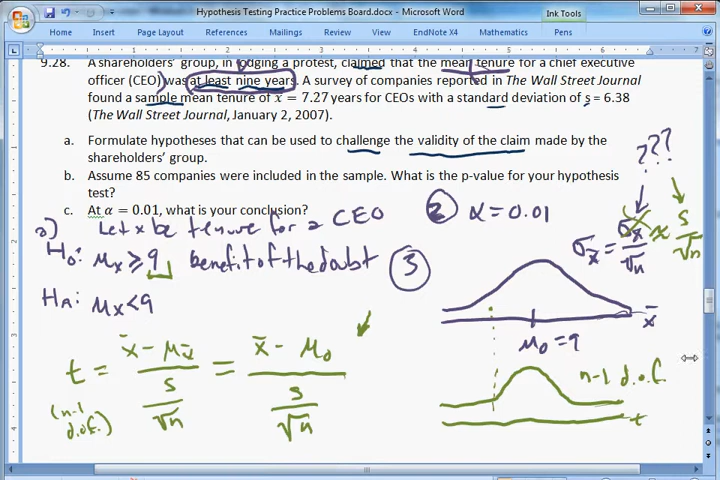 Hypothesis Testing Practice Problems Board.docx - Microsoft Word
Ink Tools
Home Insert Page Layout References Mailings Review View EndNote X4 Mathematics Pens
9.28. A shareholders' group, in lodging a protest, claimed that the mean tenure for a chief executive
officer (CEO) was at least nine years. A survey of companies reported in The Wall Street Journal
found a sample mean tenure of x̄ = 7.27 years for CEOs with a standard deviation of s = 6.38
(The Wall Street Journal, January 2, 2007).
a. Formulate hypotheses that can be used to challenge the validity of the claim made by the
shareholders' group.
b. Assume 85 companies were included in the sample. What is the p-value for your hypothesis
test?
c. At α = 0.01, what is your conclusion?
???
a) Let x be tenure for a CEO
② α = 0.01
σx̄ = σx/√n ≈ s/√n
H₀: μx ≥ 9 benefit of the doubt ③
HA: μx < 9
x̄
μ₀ = 9
t = (x̄ - μx̄)/(s/√n) = (x̄ - μ₀)/(s/√n)
(n-1 d.o.f.)
n-1 d.o.f.
t